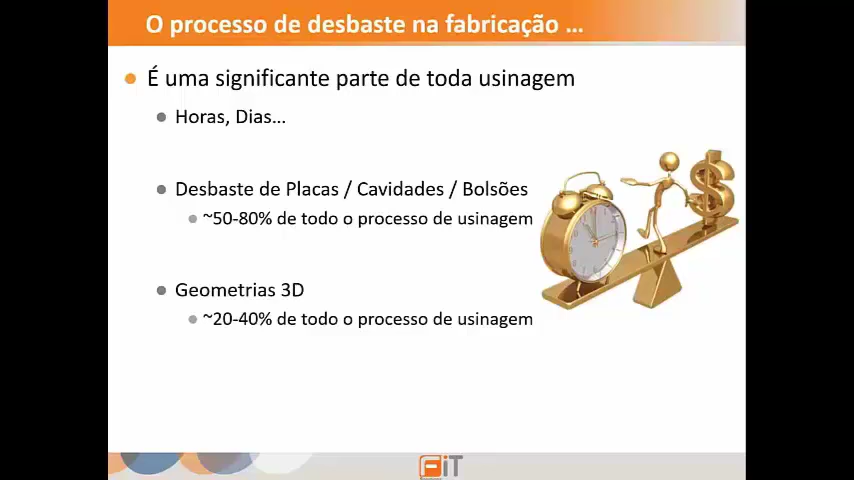 O processo de desbaste na fabricação ...
É uma significante parte de toda usinagem
Horas, Dias...
Desbaste de Placas / Cavidades / Bolsões
~50-80% de todo o processo de usinagem
Geometrias 3D
~20-40% de todo o processo de usinagem
FiT